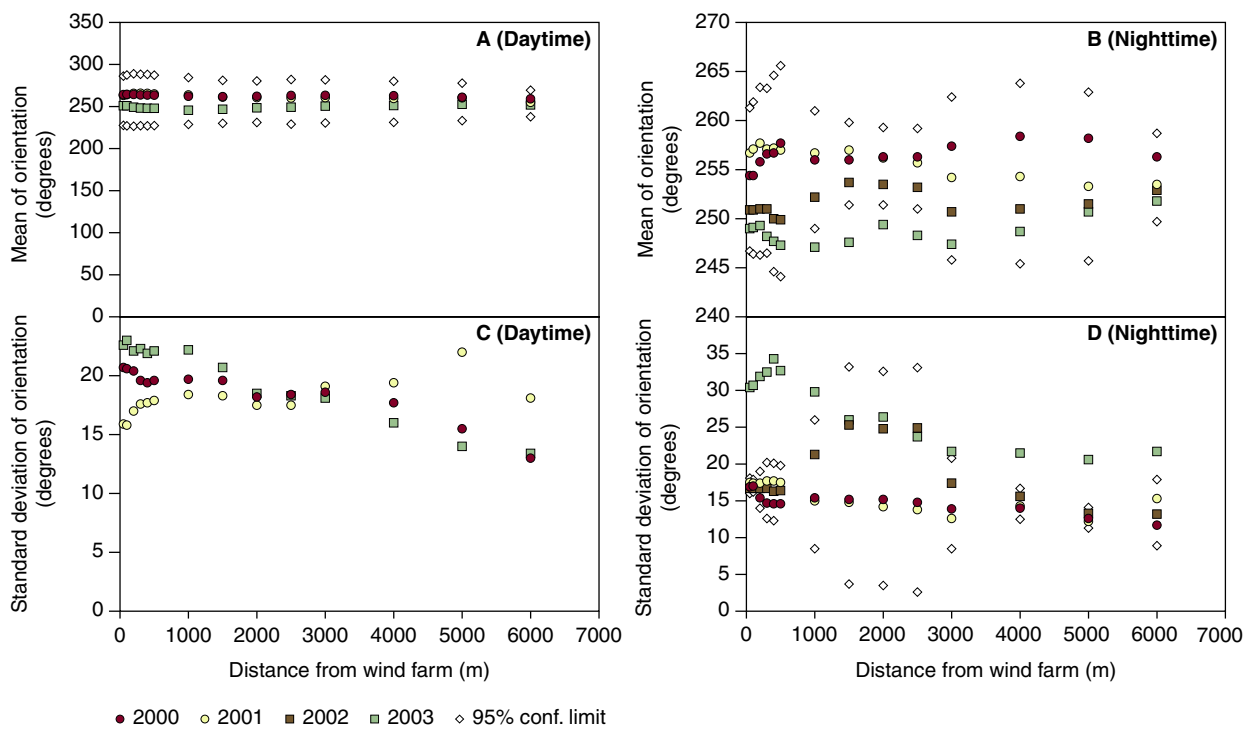 A (Daytime)
Mean of orientation
(degrees)
350
300
250
200
150
100
50
0
B (Nighttime)
Mean of orientation
(degrees)
270
265
260
255
250
245
240
C (Daytime)
Standard deviation of orientation
(degrees)
20
15
10
5
0
0 1000 2000 3000 4000 5000 6000 7000
Distance from wind farm (m)
D (Nighttime)
Standard deviation of orientation
(degrees)
35
30
25
20
15
10
5
0
0 1000 2000 3000 4000 5000 6000 7000
Distance from wind farm (m)
2000 2001 2002 2003 95% conf. limit